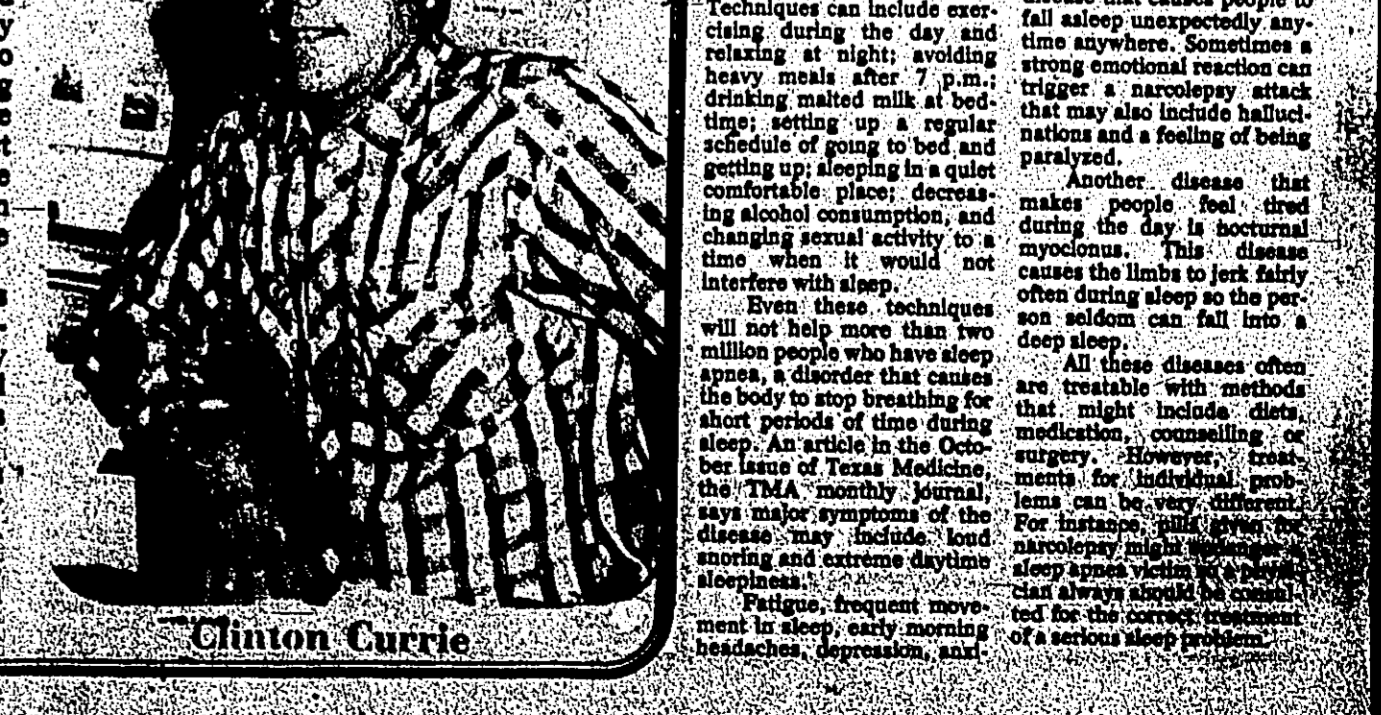 y
o
g
e
t
e
n
e
s
-
y
l
s
Clinton Currie
Techniques can include exer-
cising during the day and
relaxing at night; avoiding
heavy meals after 7 p.m.;
drinking malted milk at bed-
time; setting up a regular
schedule of going to bed and
getting up; sleeping in a quiet
comfortable place; decreas-
ing alcohol consumption, and
changing sexual activity to a
time when it would not
interfere with sleep.
Even these techniques
will not help more than two
million people who have sleep
apnea, a disorder that causes
the body to stop breathing for
short periods of time during
sleep. An article in the Octo-
ber issue of Texas Medicine,
the TMA monthly journal,
says major symptoms of the
disease may include loud
snoring and extreme daytime
sleepiness.
Fatigue, frequent move-
ment in sleep, early morning
headaches, depression, anxi-
disease that causes people to
fall asleep unexpectedly any-
time anywhere. Sometimes a
strong emotional reaction can
trigger a narcolepsy attack
that may also include halluci-
nations and a feeling of being
paralyzed.
Another disease that
makes people feel tired
during the day is nocturnal
myoclonus. This disease
causes the limbs to jerk fairly
often during sleep so the per-
son seldom can fall into a
deep sleep.
All these diseases often
are treatable with methods
that might include diets,
medication, counselling or
surgery. However, treat-
ments for individual prob-
lems can be very different.
For instance, pills given for
narcolepsy might endanger a
sleep apnea victim so a physi-
cian always should be consul-
ted for the correct treatment
of a serious sleep problem.